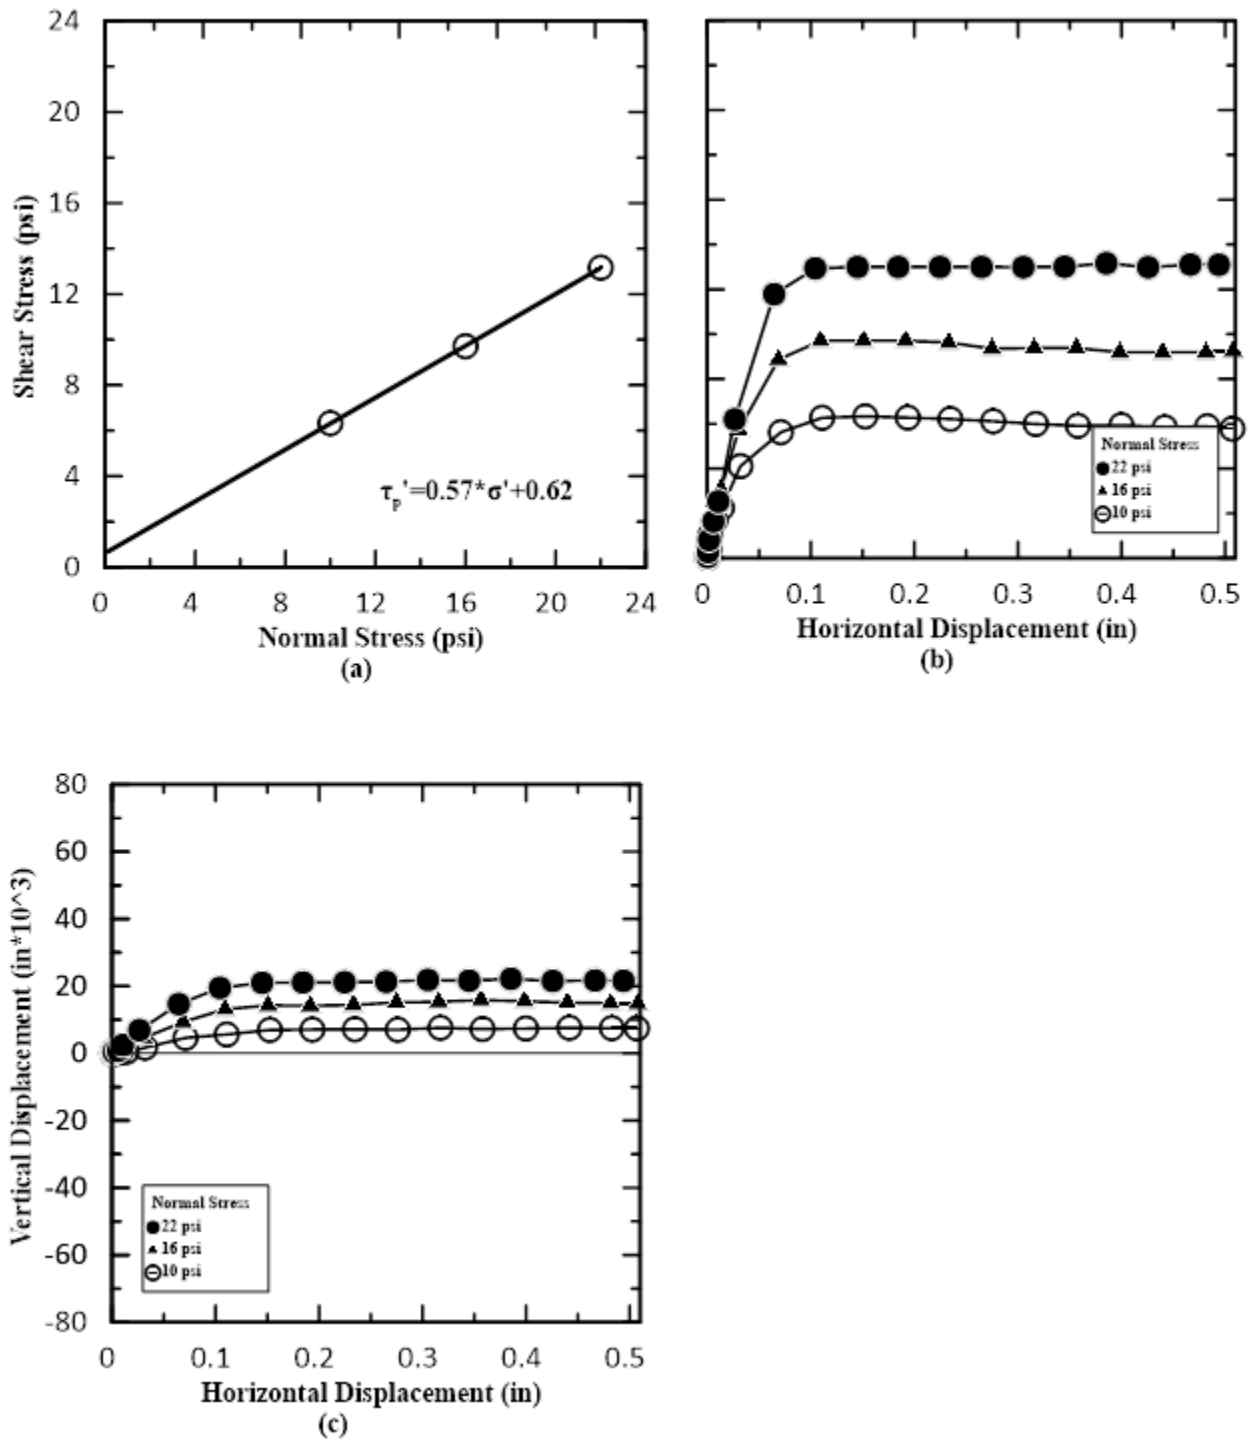 24
20
16
12
8
4
0
Shear Stress (psi)
τp'=0.57*σ'+0.62
0 4 8 12 16 20 24
Normal Stress (psi)
(a)
Normal Stress
22 psi
16 psi
10 psi
0 0.1 0.2 0.3 0.4 0.5
Horizontal Displacement (in)
(b)
80
60
40
20
0
-20
-40
-60
-80
Vertical Displacement (in*10^3)
Normal Stress
22 psi
16 psi
10 psi
0 0.1 0.2 0.3 0.4 0.5
Horizontal Displacement (in)
(c)